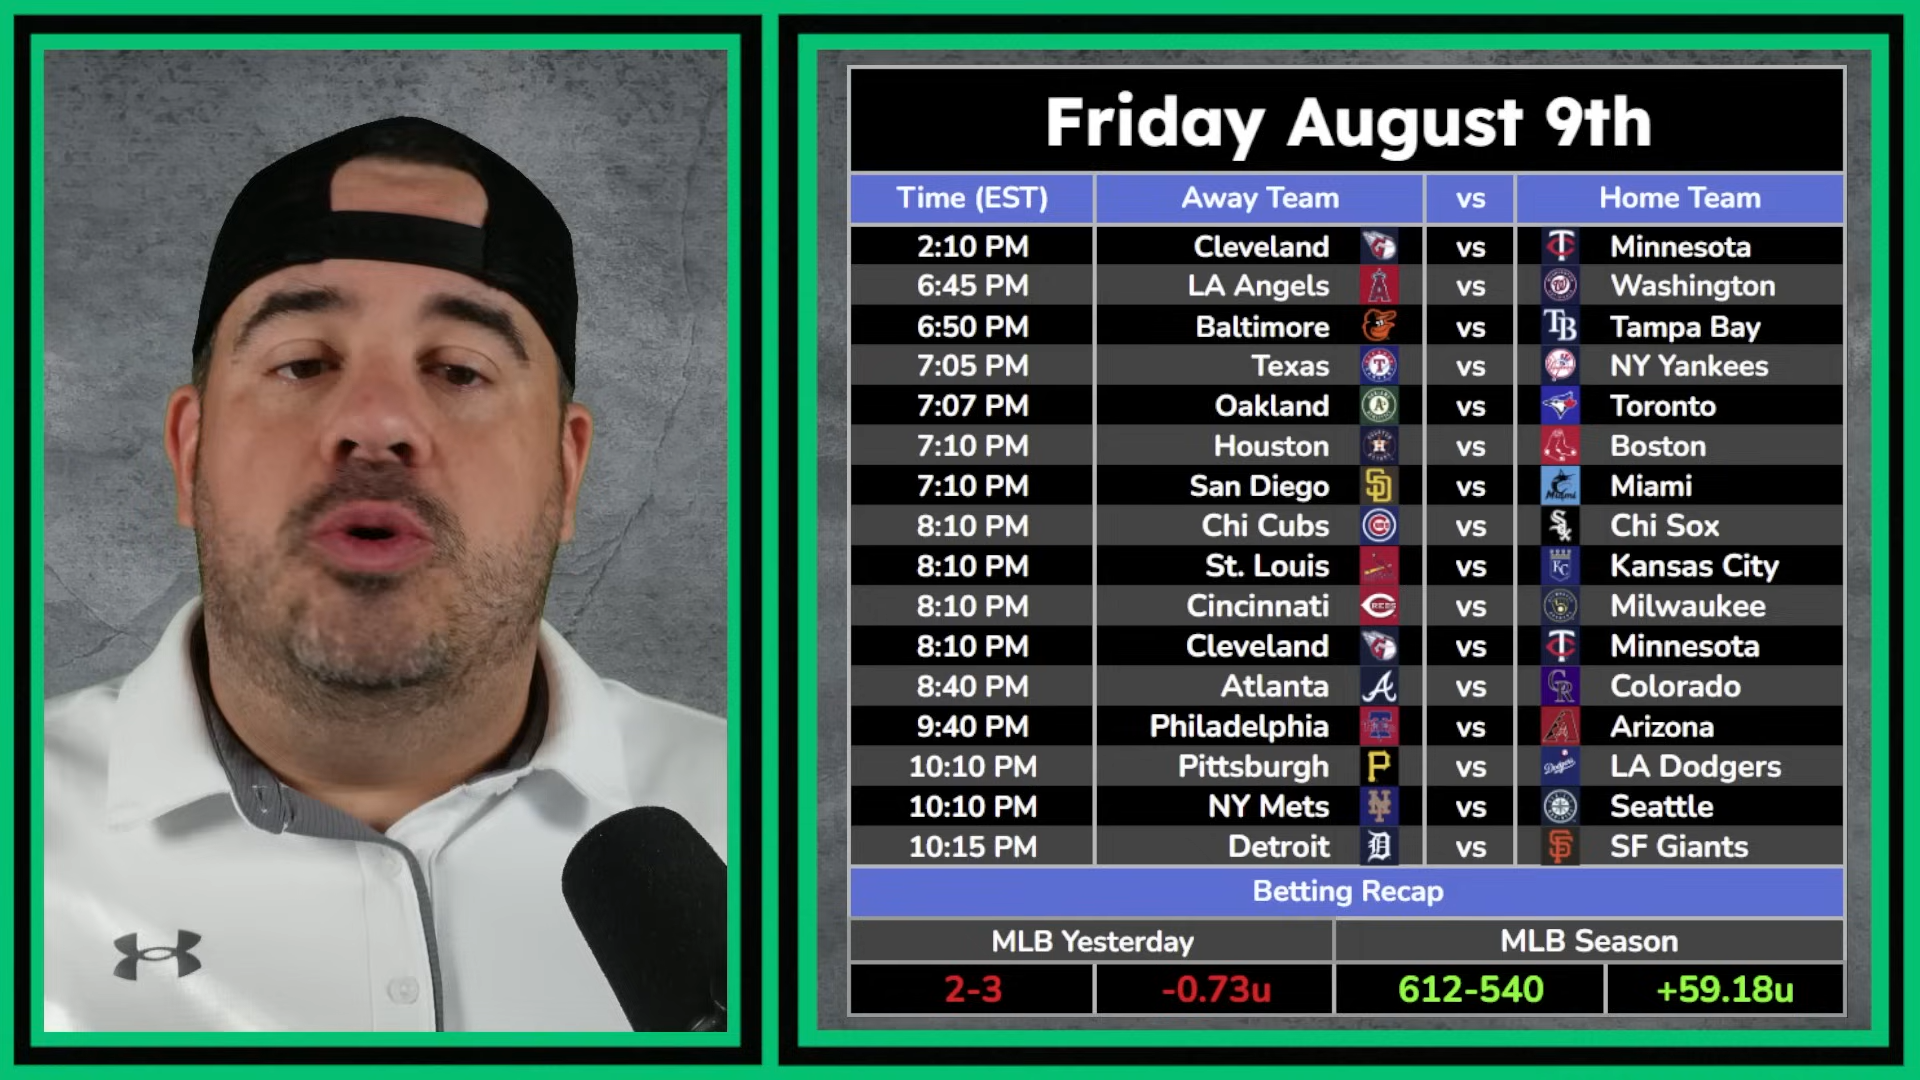 Friday August 9th
Time (EST) Away Team vs Home Team
2:10 PM Cleveland vs Minnesota
6:45 PM LA Angels vs Washington
6:50 PM Baltimore vs Tampa Bay
7:05 PM Texas vs NY Yankees
7:07 PM Oakland vs Toronto
7:10 PM Houston vs Boston
7:10 PM San Diego vs Miami
8:10 PM Chi Cubs vs Chi Sox
8:10 PM St. Louis vs Kansas City
8:10 PM Cincinnati vs Milwaukee
8:10 PM Cleveland vs Minnesota
8:40 PM Atlanta vs Colorado
9:40 PM Philadelphia vs Arizona
10:10 PM Pittsburgh vs LA Dodgers
10:10 PM NY Mets vs Seattle
10:15 PM Detroit vs SF Giants
Betting Recap
MLB Yesterday MLB Season
2-3 -0.73u 612-540 +59.18u